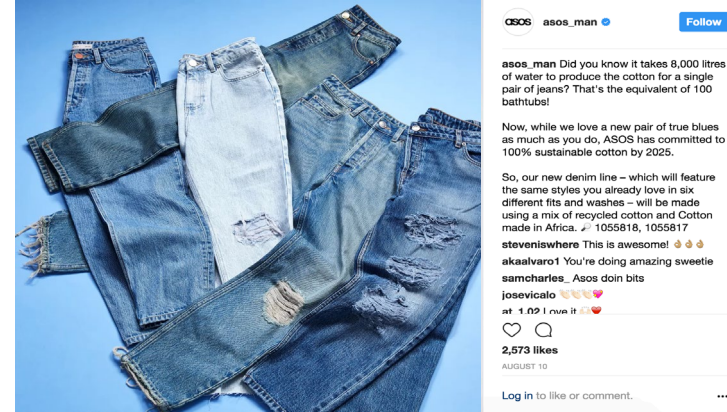 asos
asos_man
Follow
asos_man Did you know it takes 8,000 litres
of water to produce the cotton for a single
pair of jeans? That's the equivalent of 100
bathtubs!
Now, while we love a new pair of true blues
as much as you do, ASOS has committed to
100% sustainable cotton by 2025.
So, our new denim line – which will feature
the same styles you already love in six
different fits and washes – will be made
using a mix of recycled cotton and Cotton
made in Africa. 🔎 1055818, 1055817
steveniswhere This is awesome! 👌🏼👌🏼👌🏼
akaalvaro1 You're doing amazing sweetie
samcharles_ Asos doin bits
josevicalo 👏🏻👏🏻👏🏻💖
at_1.02 Love it 👏🏻❤️
2,573 likes
AUGUST 10
Log in to like or comment.